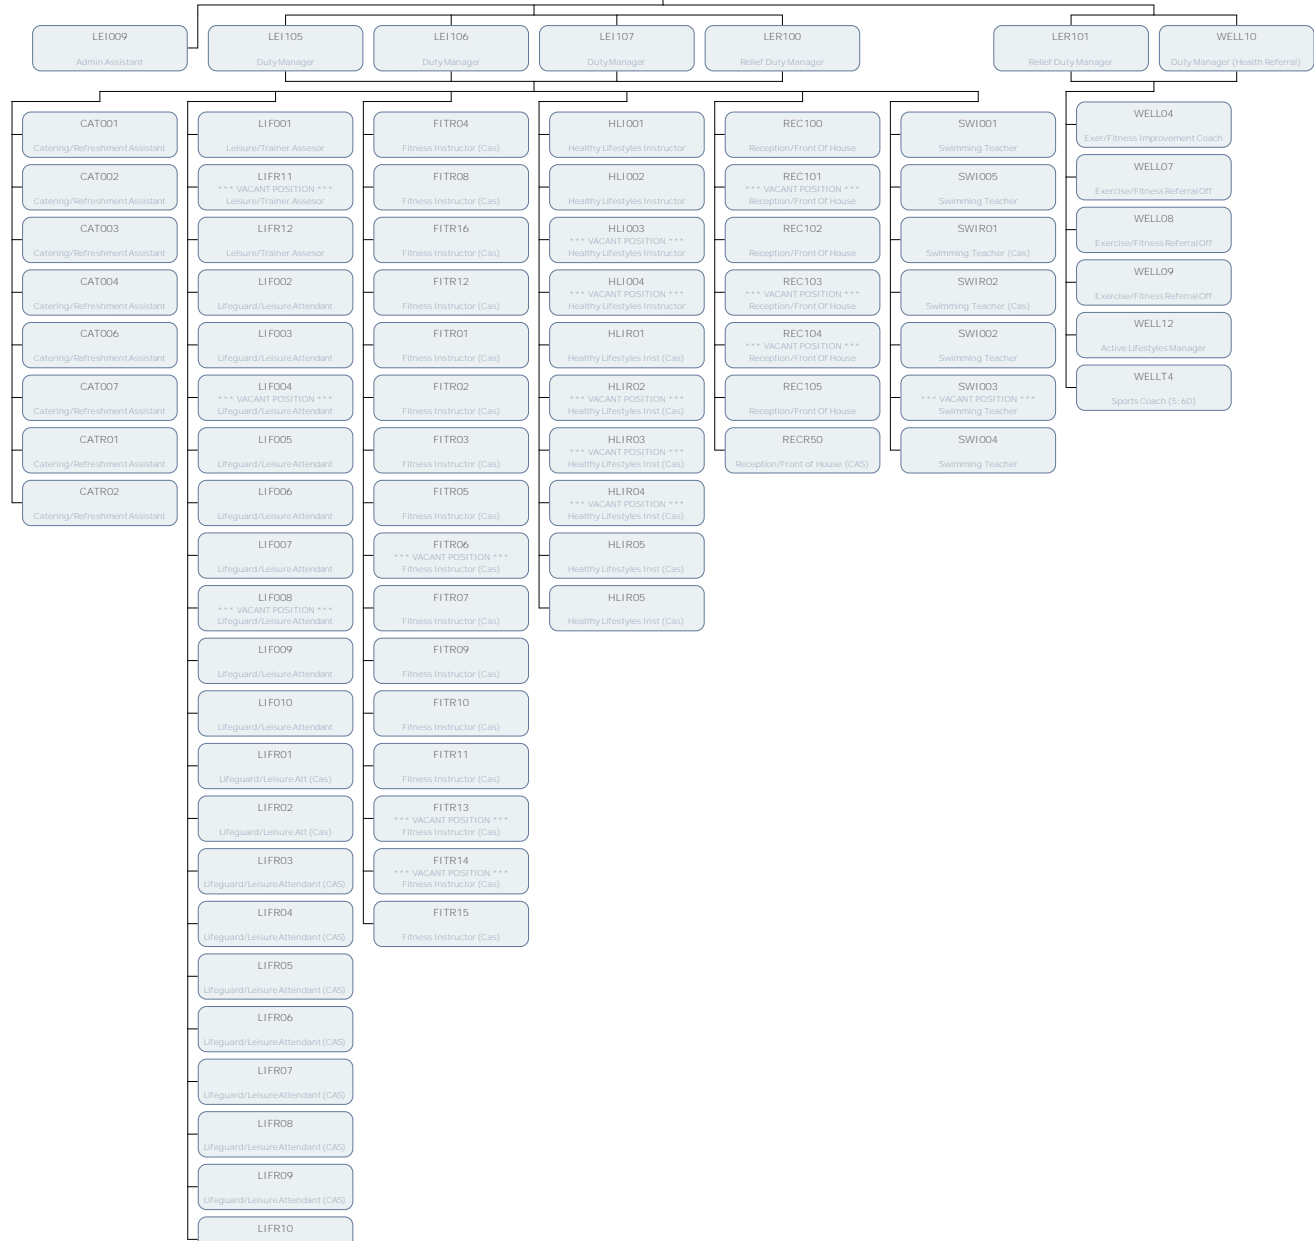 LEI009
Admin Assistant
LEI105
Duty Manager
LEI106
Duty Manager
LEI107
Duty Manager
LER100
Relief Duty Manager
LER101
Relief Duty Manager
WELL10
Duty Manager (Health Referral)
CAT001
Catering/Refreshment Assistant
CAT002
Catering/Refreshment Assistant
CAT003
Catering/Refreshment Assistant
CAT004
Catering/Refreshment Assistant
CAT006
Catering/Refreshment Assistant
CAT007
Catering/Refreshment Assistant
CATR01
Catering/Refreshment Assistant
CATR02
Catering/Refreshment Assistant
LIF001
Leisure/Trainer Assesor
LIFR11
*** VACANT POSITION ***
Leisure/Trainer Assesor
LIFR12
Leisure/Trainer Assesor
LIF002
Lifeguard/Leisure Attendant
LIF003
Lifeguard/Leisure Attendant
LIF004
*** VACANT POSITION ***
Lifeguard/Leisure Attendant
LIF005
Lifeguard/Leisure Attendant
LIF006
Lifeguard/Leisure Attendant
LIF007
Lifeguard/Leisure Attendant
LIF008
*** VACANT POSITION ***
Lifeguard/Leisure Attendant
LIF009
Lifeguard/Leisure Attendant
LIF010
Lifeguard/Leisure Attendant
LIFR01
Lifeguard/Leisure Att (Cas)
LIFR02
Lifeguard/Leisure Att (Cas)
LIFR03
Lifeguard/Leisure Attendant (CAS)
LIFR04
Lifeguard/Leisure Attendant (CAS)
LIFR05
Lifeguard/Leisure Attendant (CAS)
LIFR06
Lifeguard/Leisure Attendant (CAS)
LIFR07
Lifeguard/Leisure Attendant (CAS)
LIFR08
Lifeguard/Leisure Attendant (CAS)
LIFR09
Lifeguard/Leisure Attendant (CAS)
LIFR10
FITR04
Fitness Instructor (Cas)
FITR08
Fitness Instructor (Cas)
FITR16
Fitness Instructor (Cas)
FITR12
Fitness Instructor (Cas)
FITR01
Fitness Instructor (Cas)
FITR02
Fitness Instructor (Cas)
FITR03
Fitness Instructor (Cas)
FITR05
Fitness Instructor (Cas)
FITR06
*** VACANT POSITION ***
Fitness Instructor (Cas)
FITR07
Fitness Instructor (Cas)
FITR09
Fitness Instructor (Cas)
FITR10
Fitness Instructor (Cas)
FITR11
Fitness Instructor (Cas)
FITR13
*** VACANT POSITION ***
Fitness Instructor (Cas)
FITR14
*** VACANT POSITION ***
Fitness Instructor (Cas)
FITR15
Fitness Instructor (Cas)
HLI001
Healthy Lifestyles Instructor
HLI002
Healthy Lifestyles Instructor
HLI003
*** VACANT POSITION ***
Healthy Lifestyles Instructor
HLI004
*** VACANT POSITION ***
Healthy Lifestyles Instructor
HLIR01
Healthy Lifestyles Inst (Cas)
HLIR02
*** VACANT POSITION ***
Healthy Lifestyles Inst (Cas)
HLIR03
*** VACANT POSITION ***
Healthy Lifestyles Inst (Cas)
HLIR04
*** VACANT POSITION ***
Healthy Lifestyles Inst (Cas)
HLIR05
Healthy Lifestyles Inst (Cas)
HLIR05
Healthy Lifestyles Inst (Cas)
REC100
Reception/Front Of House
REC101
*** VACANT POSITION ***
Reception/Front Of House
REC102
Reception/Front Of House
REC103
*** VACANT POSITION ***
Reception/Front Of House
REC104
*** VACANT POSITION ***
Reception/Front Of House
REC105
Reception/Front Of House
RECR50
Reception/Front of House (CAS)
SWI001
Swimming Teacher
SWI005
Swimming Teacher
SWIR01
Swimming Teacher (Cas)
SWIR02
Swimming Teacher (Cas)
SWI002
Swimming Teacher
SWI003
*** VACANT POSITION ***
Swimming Teacher
SWI004
Swimming Teacher
WELL04
Exer/Fitness Improvement Coach
WELL07
Exercise/Fitness Referral Off
WELL08
Exercise/Fitness Referral Off
WELL09
Exercise/Fitness Referral Off
WELL12
Active Lifestyles Manager
WELLT4
Sports Coach (5:60)